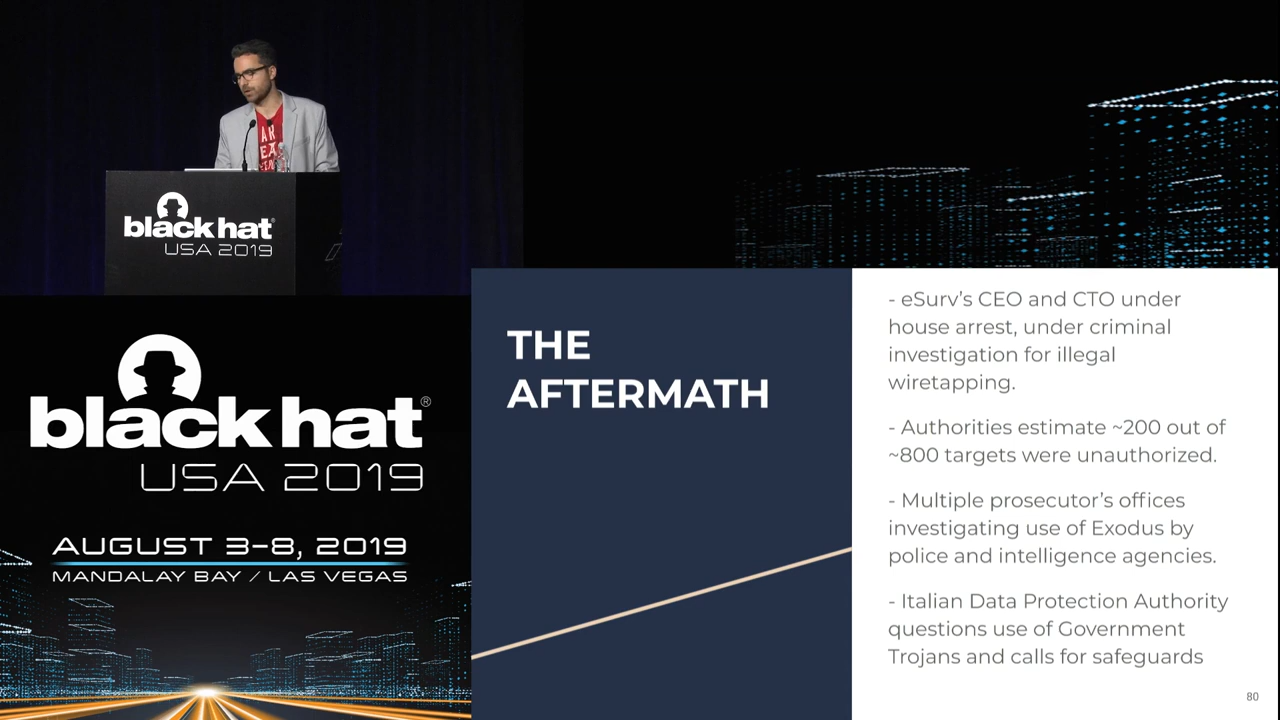 AR
EA
black hat®
USA 2019
black hat®
USA 2019
AUGUST 3-8, 2019
MANDALAY BAY / LAS VEGAS
THE
AFTERMATH
- eSurv's CEO and CTO under
house arrest, under criminal
investigation for illegal
wiretapping.
- Authorities estimate ~200 out of
~800 targets were unauthorized.
- Multiple prosecutor's offices
investigating use of Exodus by
police and intelligence agencies.
- Italian Data Protection Authority
questions use of Government
Trojans and calls for safeguards
80